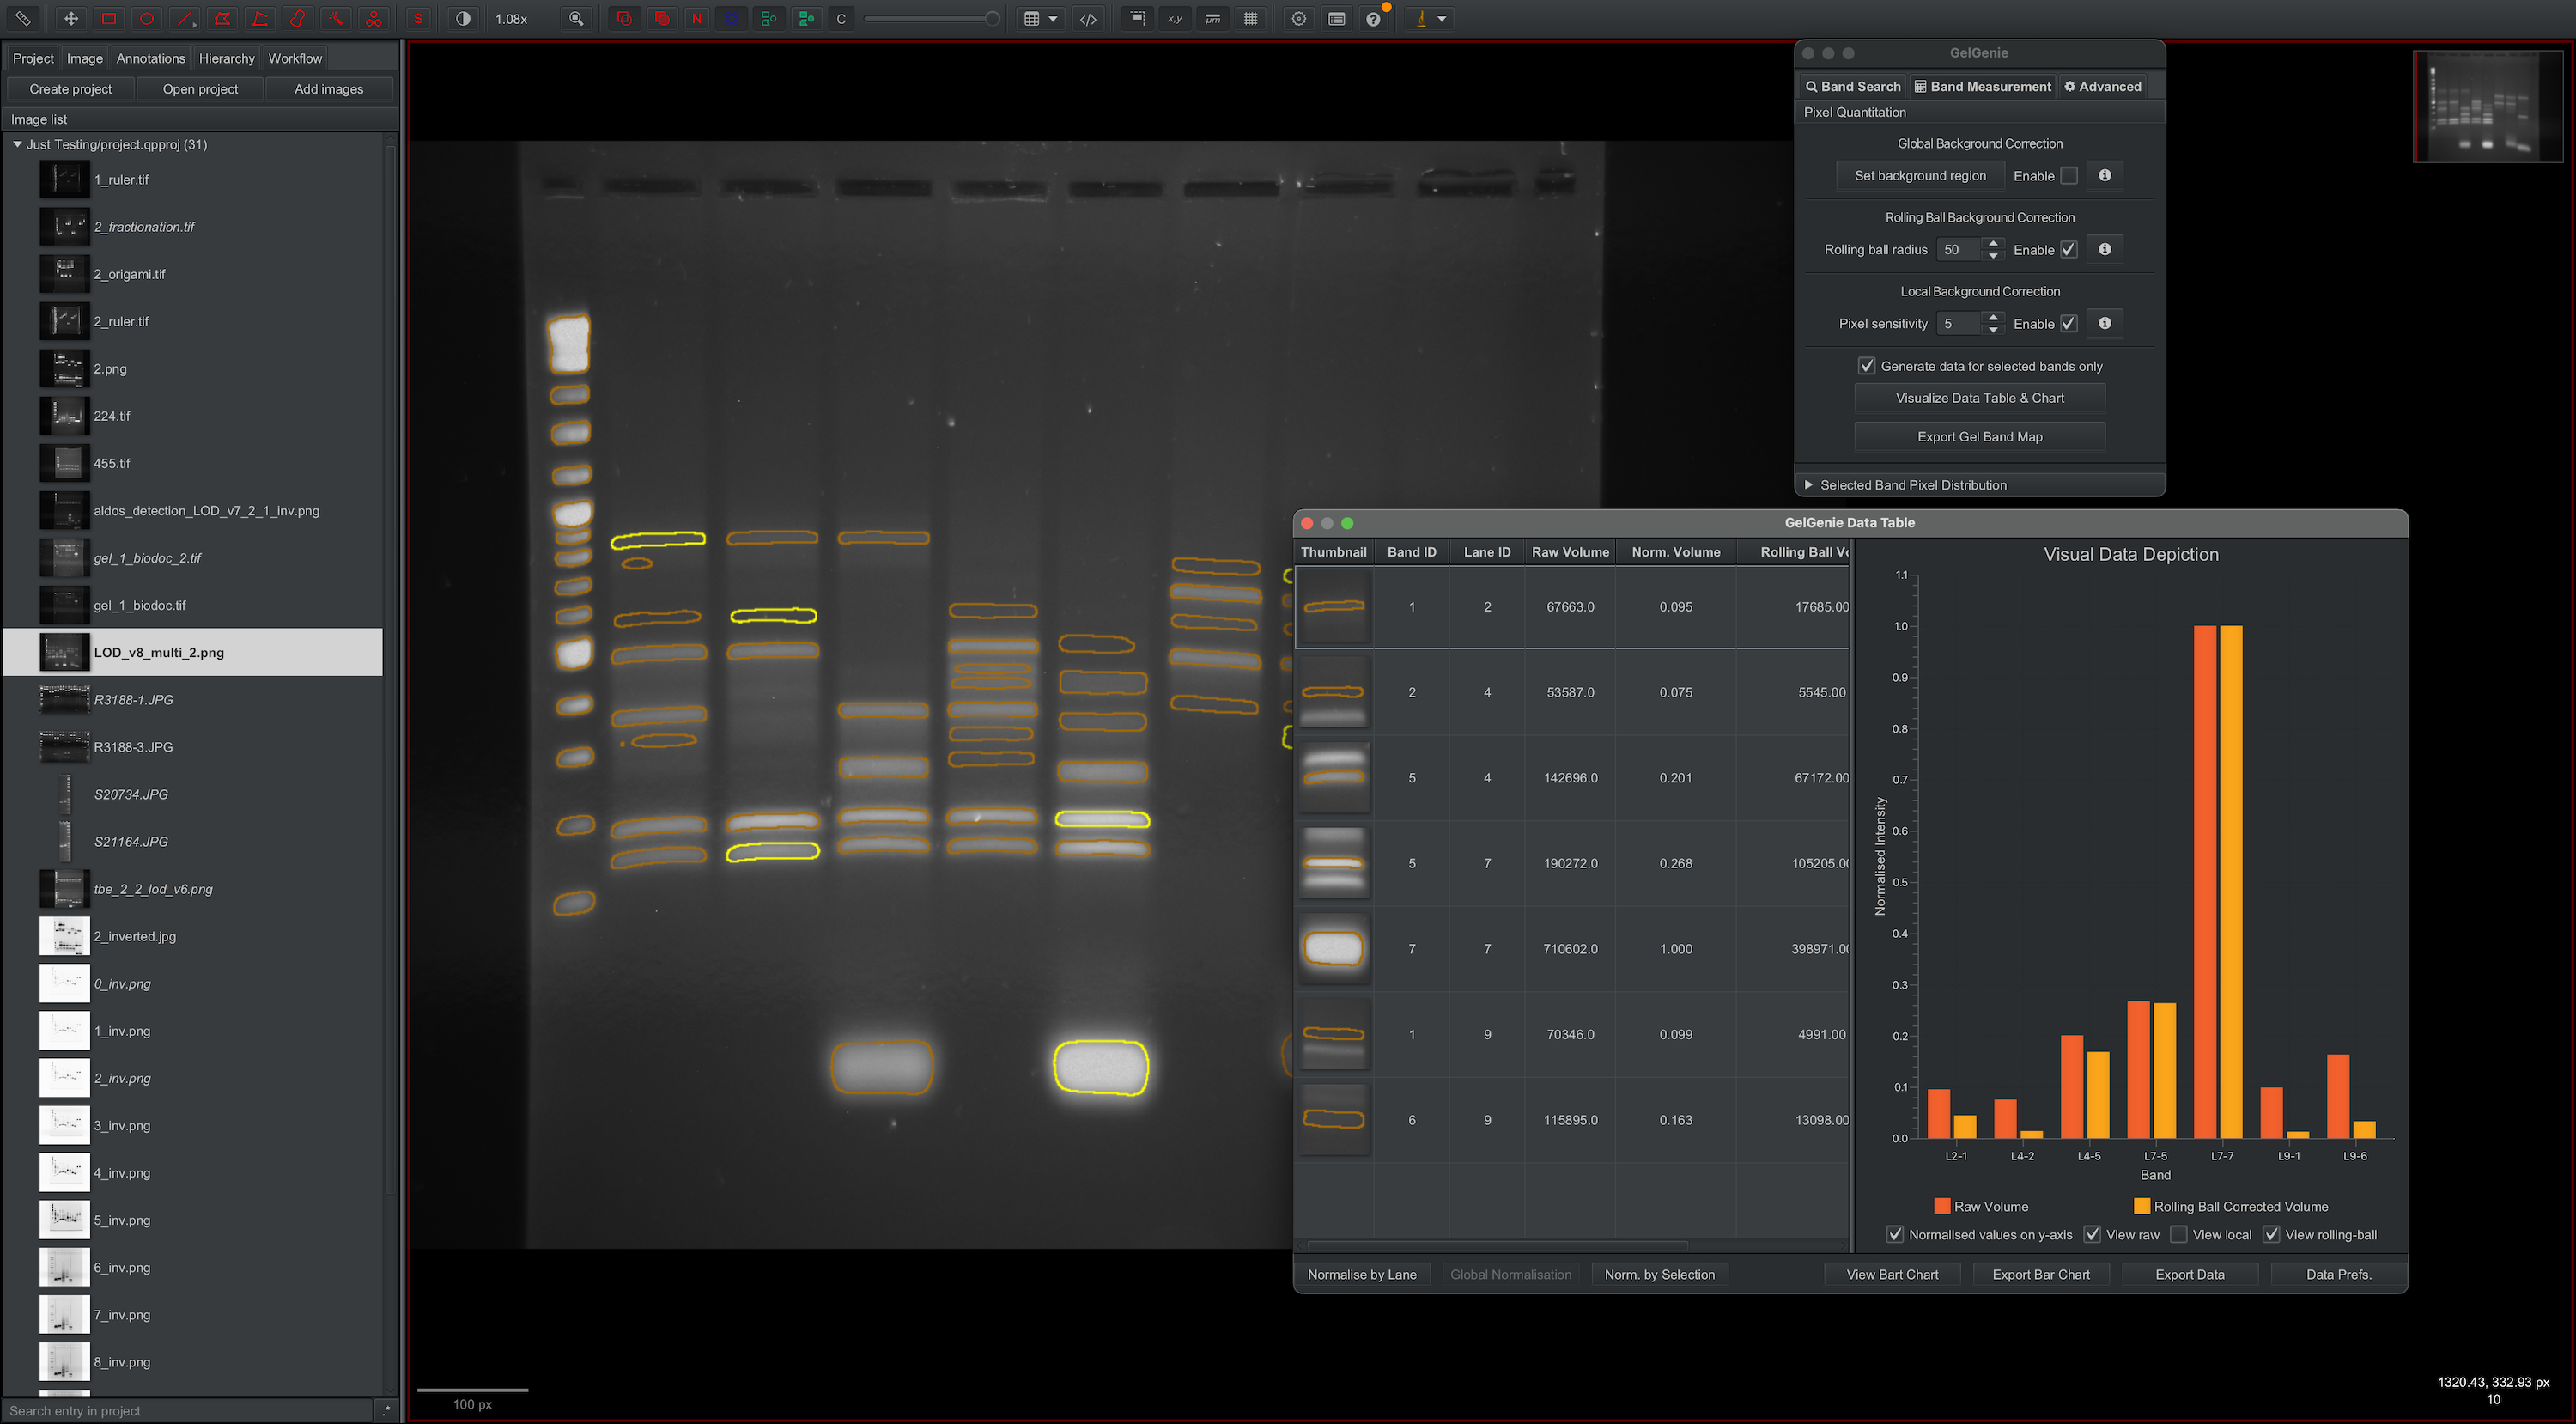 S
1.08x
N
C
x,y
µm
Project Image Annotations Hierarchy Workflow
Create project Open project Add images
Image list
Just Testing/project.qpproj (31)
1_ruler.tif
2_fractionation.tif
2_origami.tif
2_ruler.tif
2.png
224.tif
455.tif
aldos_detection_LOD_v7_2_1_inv.png
gel_1_biodoc_2.tif
gel_1_biodoc.tif
LOD_v8_multi_2.png
R3188-1.JPG
R3188-3.JPG
S20734.JPG
S21164.JPG
tbe_2_2_lod_v6.png
2_inverted.jpg
0_inv.png
1_inv.png
2_inv.png
3_inv.png
4_inv.png
5_inv.png
6_inv.png
7_inv.png
8_inv.png
Search entry in project
.*
100 px
GelGenie
Band Search Band Measurement Advanced
Pixel Quantitation
Global Background Correction
Set background region Enable
Rolling Ball Background Correction
Rolling ball radius 50 Enable
Local Background Correction
Pixel sensitivity 5 Enable
Generate data for selected bands only
Visualize Data Table & Chart
Export Gel Band Map
Selected Band Pixel Distribution
GelGenie Data Table
Thumbnail Band ID Lane ID Raw Volume Norm. Volume Rolling Ball Vo
1 2 67663.0 0.095 17685.00
2 4 53587.0 0.075 5545.00
5 4 142696.0 0.201 67172.00
5 7 190272.0 0.268 105205.00
7 7 710602.0 1.000 398971.00
1 9 70346.0 0.099 4991.00
6 9 115895.0 0.163 13098.00
Visual Data Depiction
Normalised Intensity
1.1
1.0
0.9
0.8
0.7
0.6
0.5
0.4
0.3
0.2
0.1
0.0
L2-1 L4-2 L4-5 L7-5 L7-7 L9-1 L9-6
Band
Raw Volume Rolling Ball Corrected Volume
Normalised values on y-axis View raw View local View rolling-ball
Normalise by Lane Global Normalisation Norm. by Selection View Bart Chart Export Bar Chart Export Data Data Prefs.
1320.43, 332.93 px
10